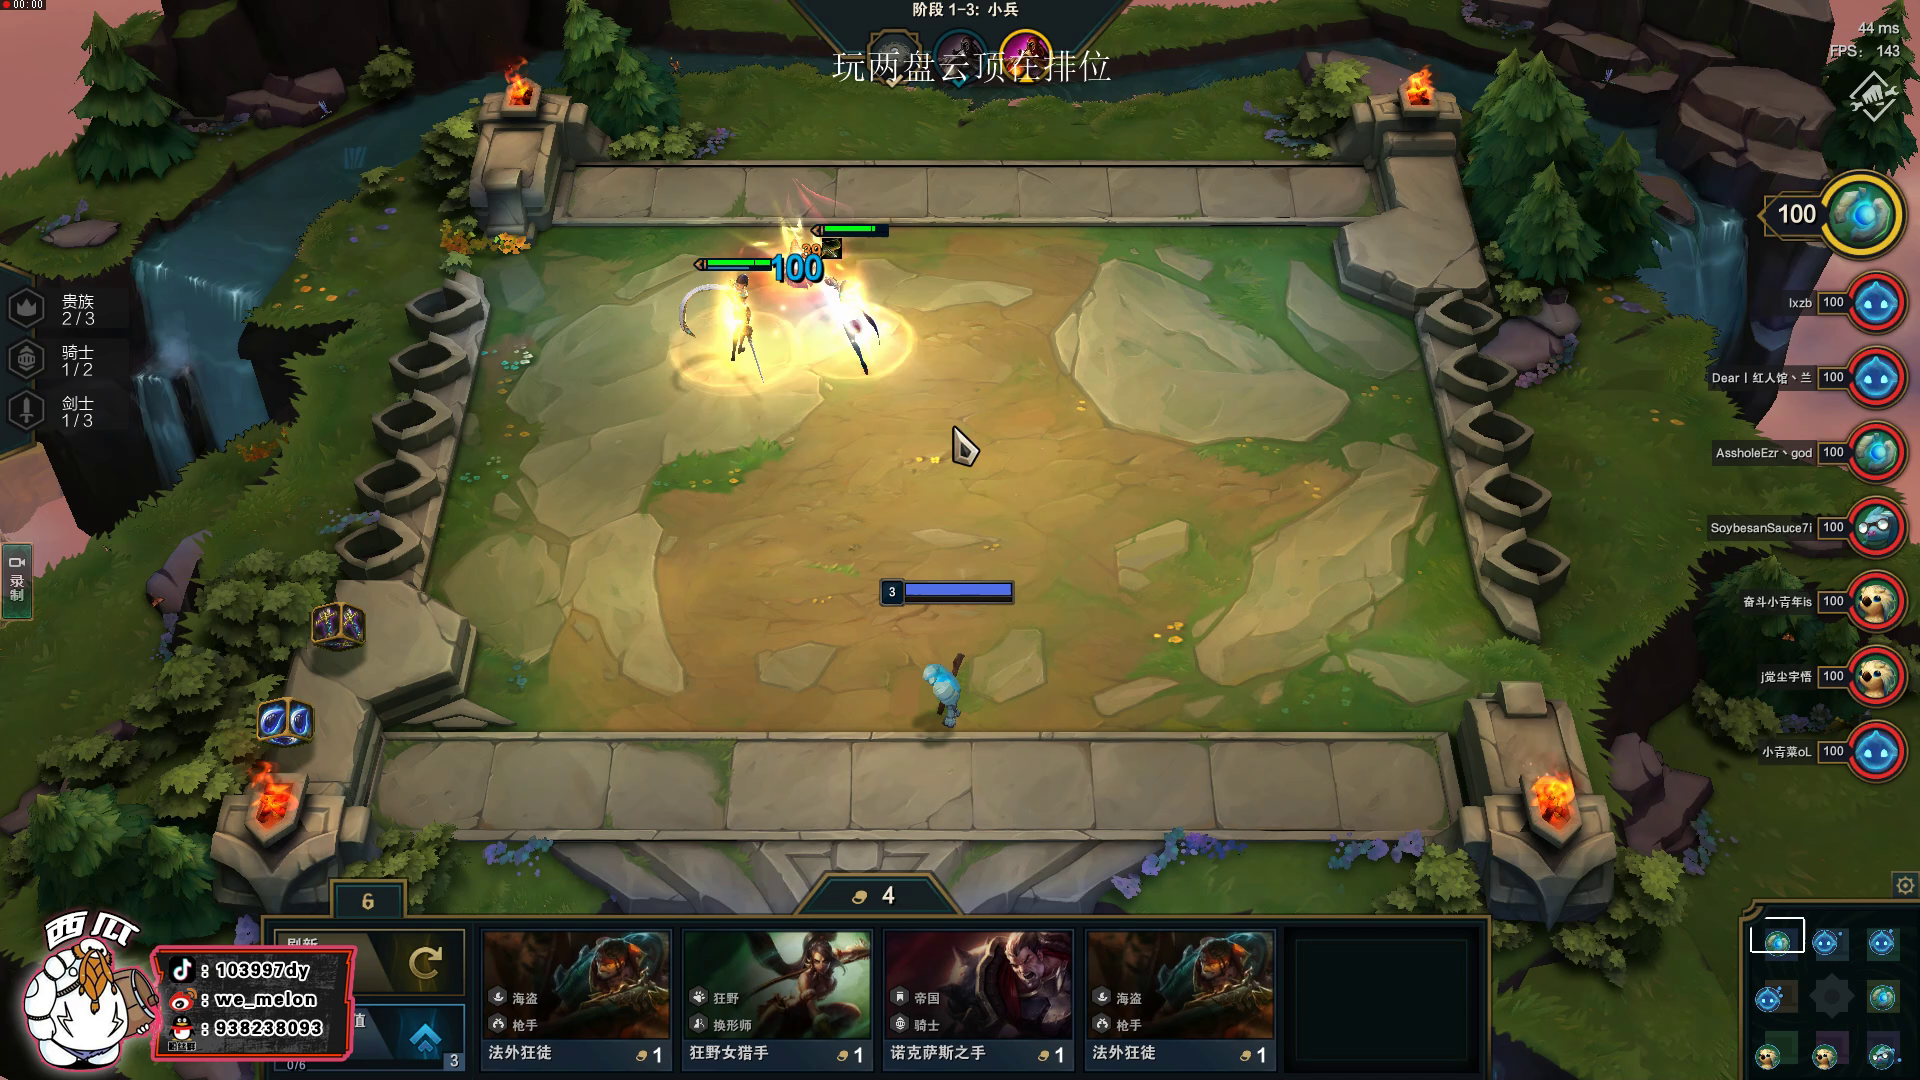 00:00
阶段 1-3: 小兵
玩两盘云顶在排位
44 ms
FPS: 143
100
贵族
2 / 3
骑士
1 / 2
剑士
1 / 3
100
lxzb 100
Dear丨红人馆丶兰 100
AssholeEzr丶god 100
SoybesanSauce7i 100
奋斗小青年is 100
j觉尘字悟 100
小青菜oL 100
录制
3
6
4
刷新
值
0/6
3
海盗
枪手
法外狂徒 1
狂野
换形师
狂野女猎手 1
帝国
骑士
诺克萨斯之手 1
海盗
枪手
法外狂徒 1
西瓜
: 103997dy
: we_melon
: 938238093